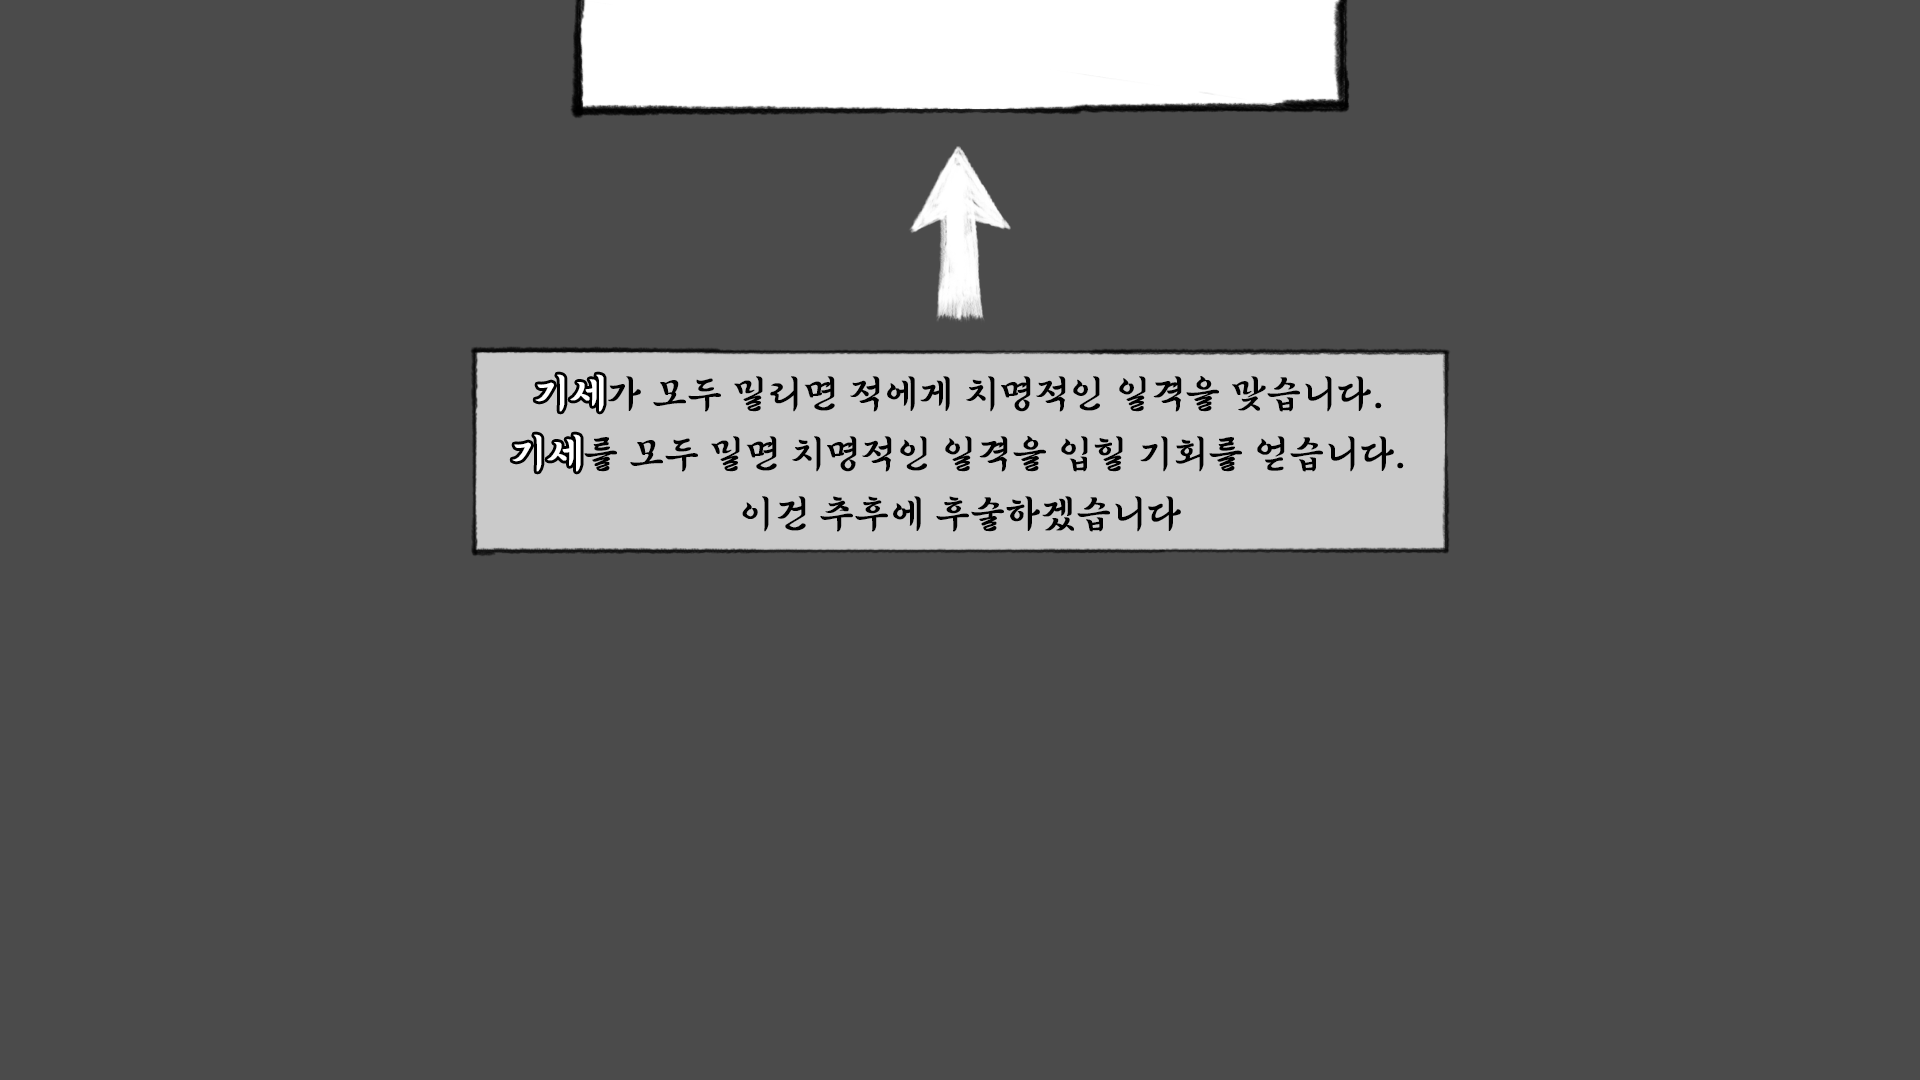 기세가 모두 밀리면 적에게 치명적인 일격을 맞습니다.
기세를 모두 밀면 치명적인 일격을 입힐 기회를 얻습니다.
이건 추후에 후술하겠습니다